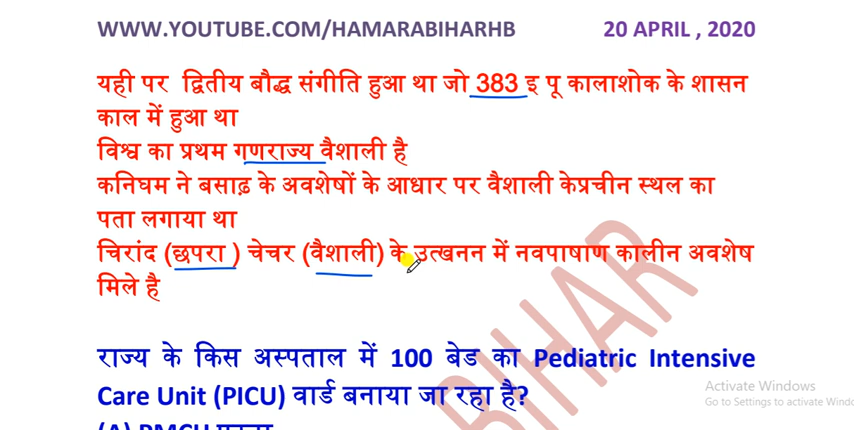 WWW.YOUTUBE.COM/HAMARABIHARHB 20 APRIL , 2020
यही पर द्वितीय बौद्ध संगीति हुआ था जो 383 इ पू कालाशोक के शासन
काल में हुआ था
विश्व का प्रथम गणराज्य वैशाली है
कनिघम ने बसाढ़ के अवशेषों के आधार पर वैशाली केप्रचीन स्थल का
पता लगाया था
चिरांद (छपरा ) चेचर (वैशाली) के उत्खनन में नवपाषाण कालीन अवशेष
मिले है
BIHAR
राज्य के किस अस्पताल में 100 बेड का Pediatric Intensive
Care Unit (PICU) वार्ड बनाया जा रहा है?
Activate Windows
Go to Settings to activate Windo